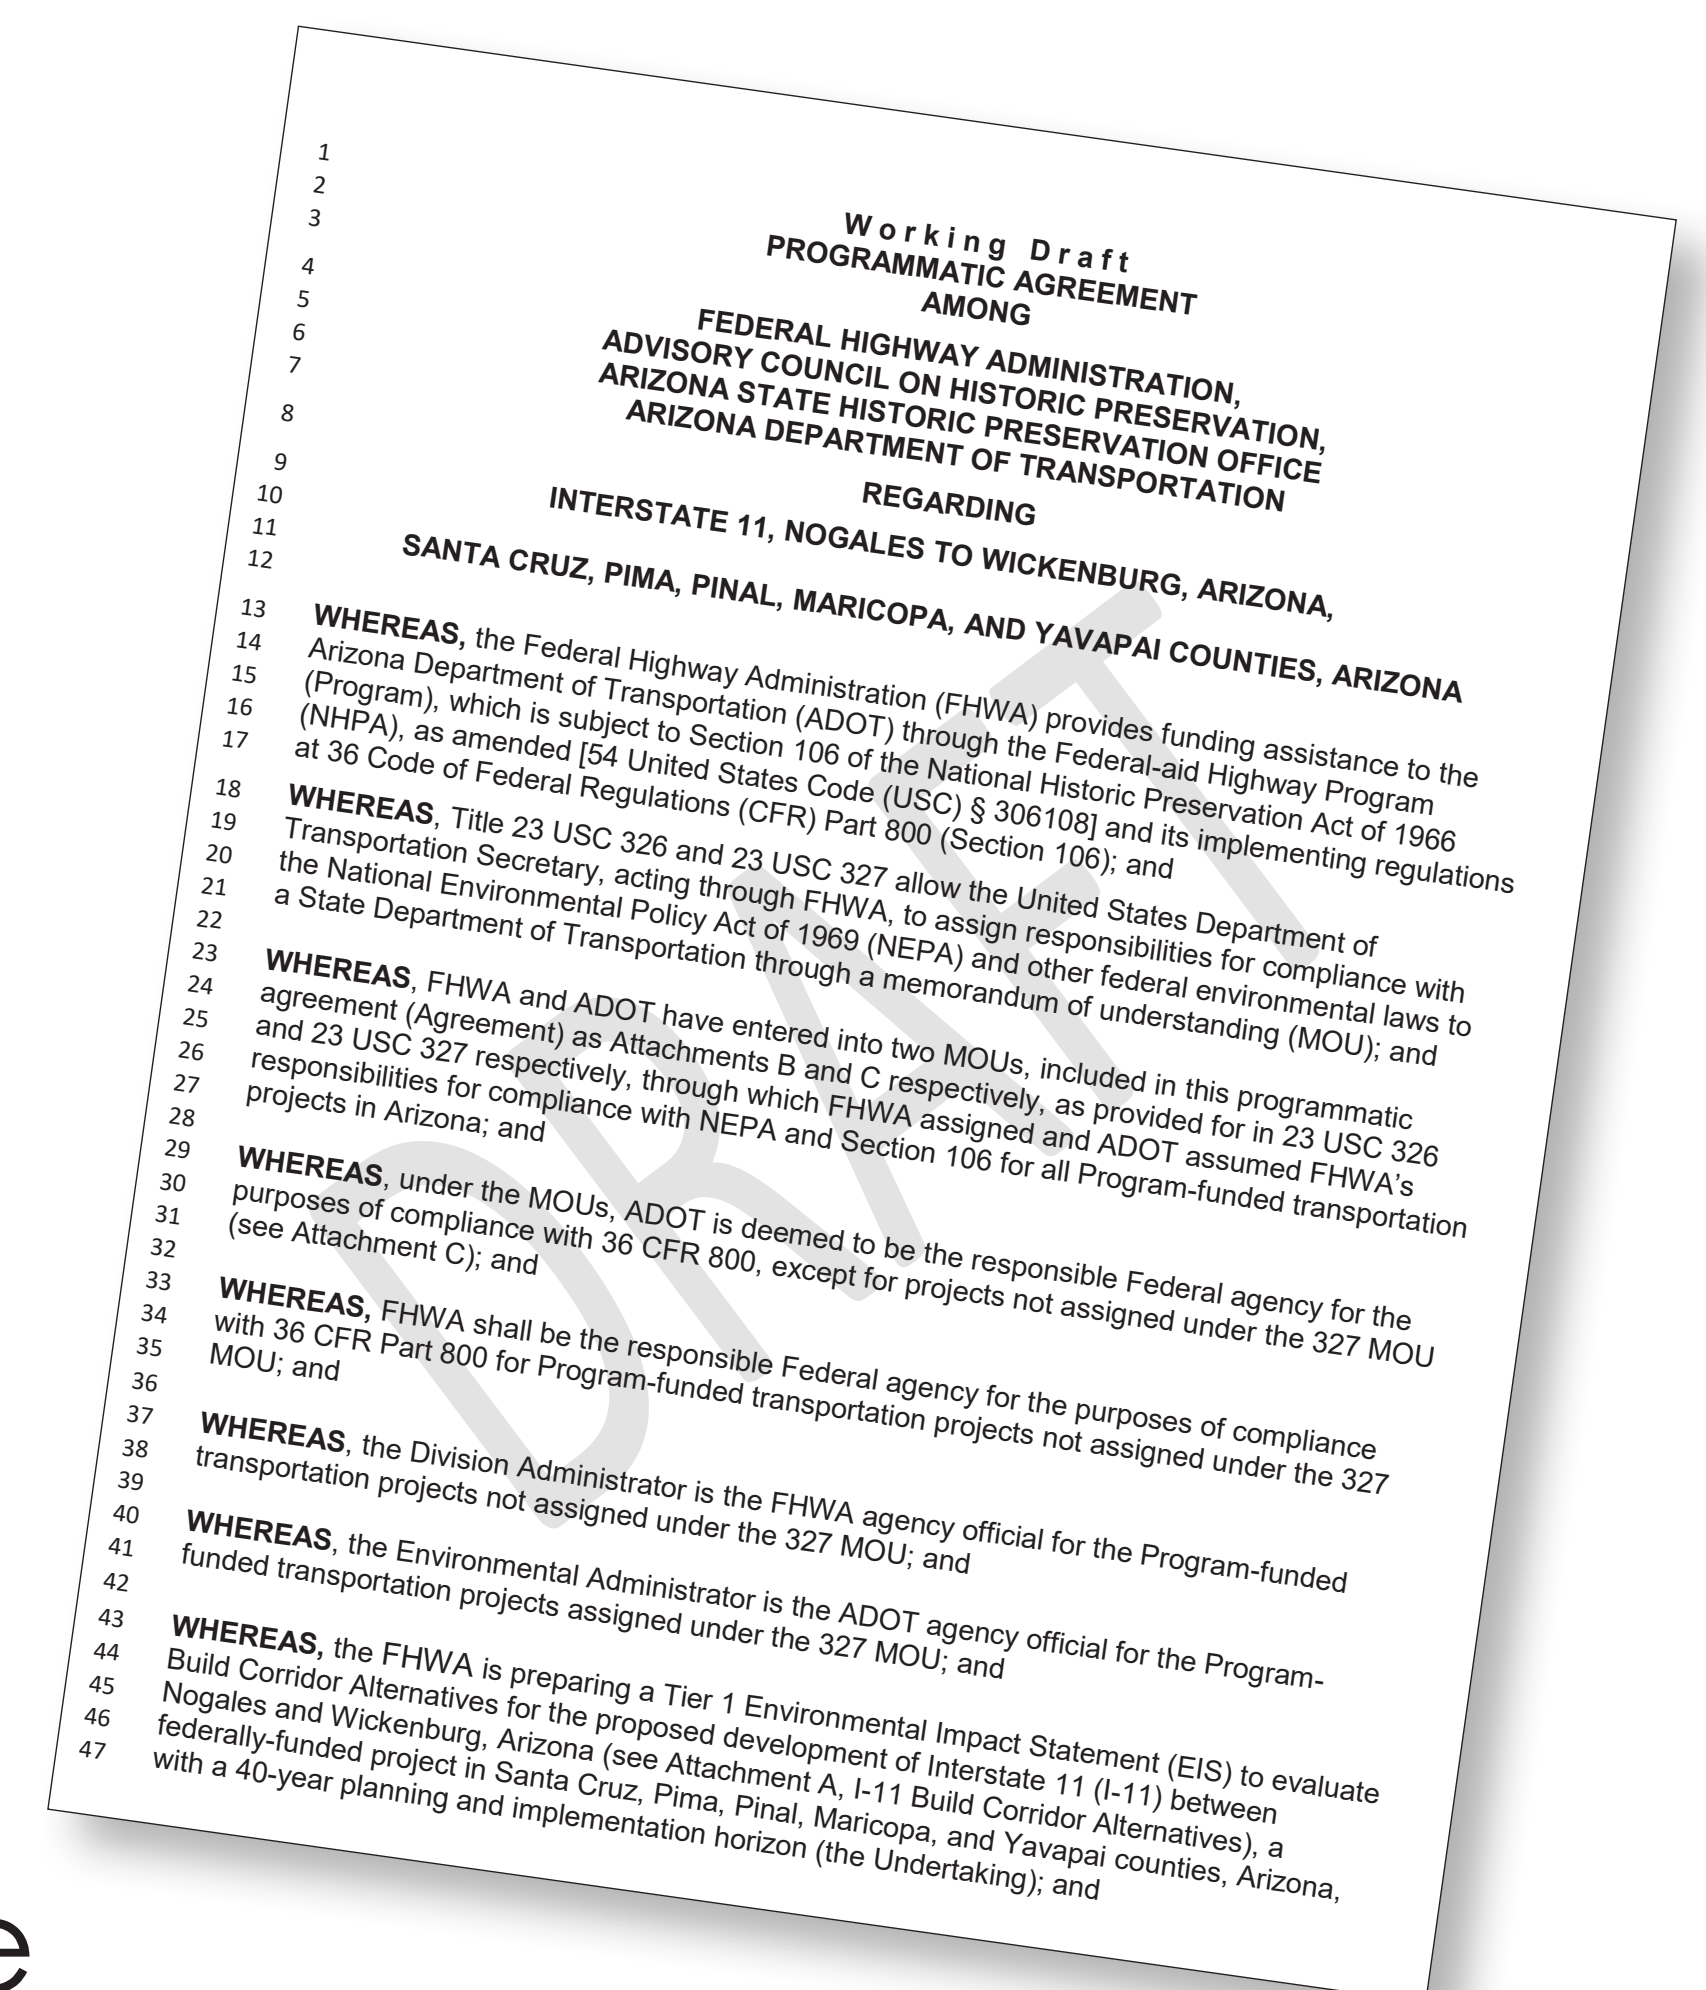 1
2
3
4
5
6
7
8
9
10
11
12
13
14
15
16
17
18
19
20
21
22
23
24
25
26
27
28
29
30
31
32
33
34
35
36
37
38
39
40
41
42
43
44
45
46
47
Working Draft
PROGRAMMATIC AGREEMENT
AMONG
FEDERAL HIGHWAY ADMINISTRATION,
ADVISORY COUNCIL ON HISTORIC PRESERVATION,
ARIZONA STATE HISTORIC PRESERVATION OFFICE
ARIZONA DEPARTMENT OF TRANSPORTATION
REGARDING
INTERSTATE 11, NOGALES TO WICKENBURG, ARIZONA,
SANTA CRUZ, PIMA, PINAL, MARICOPA, AND YAVAPAI COUNTIES, ARIZONA
WHEREAS, the Federal Highway Administration (FHWA) provides funding assistance to the
Arizona Department of Transportation (ADOT) through the Federal-aid Highway Program
(Program), which is subject to Section 106 of the National Historic Preservation Act of 1966
(NHPA), as amended [54 United States Code (USC) § 306108] and its implementing regulations
at 36 Code of Federal Regulations (CFR) Part 800 (Section 106); and
WHEREAS, Title 23 USC 326 and 23 USC 327 allow the United States Department of
Transportation Secretary, acting through FHWA, to assign responsibilities for compliance with
the National Environmental Policy Act of 1969 (NEPA) and other federal environmental laws to
a State Department of Transportation through a memorandum of understanding (MOU); and
WHEREAS, FHWA and ADOT have entered into two MOUs, included in this programmatic
agreement (Agreement) as Attachments B and C respectively, as provided for in 23 USC 326
and 23 USC 327 respectively, through which FHWA assigned and ADOT assumed FHWA's
responsibilities for compliance with NEPA and Section 106 for all Program-funded transportation
projects in Arizona; and
WHEREAS, under the MOUs, ADOT is deemed to be the responsible Federal agency for the
purposes of compliance with 36 CFR 800, except for projects not assigned under the 327 MOU
(see Attachment C); and
WHEREAS, FHWA shall be the responsible Federal agency for the purposes of compliance
with 36 CFR Part 800 for Program-funded transportation projects not assigned under the 327
MOU; and
WHEREAS, the Division Administrator is the FHWA agency official for the Program-funded
transportation projects not assigned under the 327 MOU; and
WHEREAS, the Environmental Administrator is the ADOT agency official for the Program-
funded transportation projects assigned under the 327 MOU; and
WHEREAS, the FHWA is preparing a Tier 1 Environmental Impact Statement (EIS) to evaluate
Build Corridor Alternatives for the proposed development of Interstate 11 (I-11) between
Nogales and Wickenburg, Arizona (see Attachment A, I-11 Build Corridor Alternatives), a
federally-funded project in Santa Cruz, Pima, Pinal, Maricopa, and Yavapai counties, Arizona,
with a 40-year planning and implementation horizon (the Undertaking); and
DRAFT
e